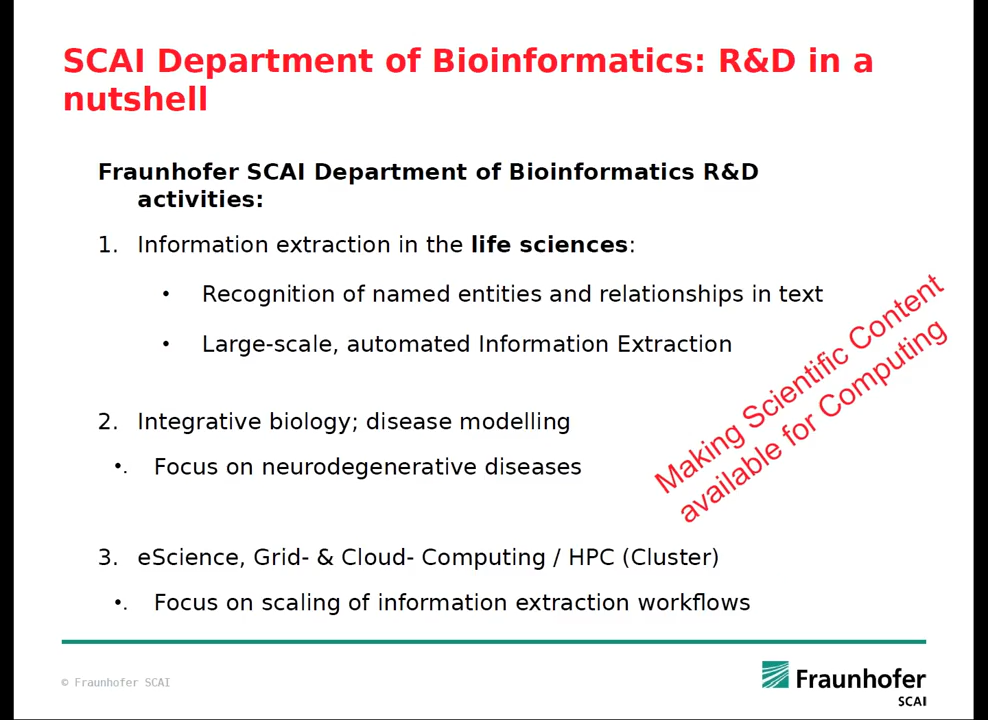 SCAI Department of Bioinformatics: R&D in a
nutshell
Fraunhofer SCAI Department of Bioinformatics R&D
activities:
1. Information extraction in the life sciences:
• Recognition of named entities and relationships in text
• Large-scale, automated Information Extraction
Making Scientific Content
available for Computing
2. Integrative biology; disease modelling
•. Focus on neurodegenerative diseases
3. eScience, Grid- & Cloud- Computing / HPC (Cluster)
•. Focus on scaling of information extraction workflows
© Fraunhofer SCAI
Fraunhofer
SCAI